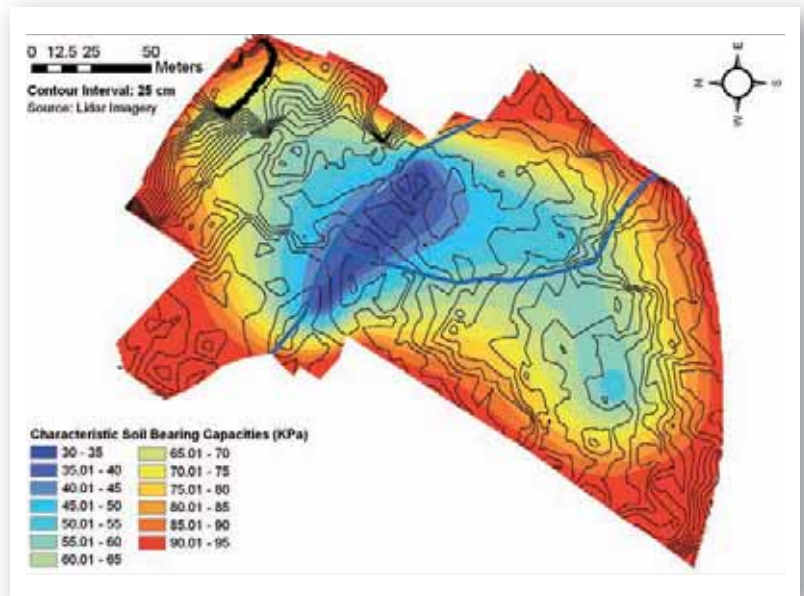 0 12.5 25 50
Meters
Contour Interval: 25 cm
Source: Lidar Imagery
E
N S
W
Characteristic Soil Bearing Capacities (KPa)
30 - 35
35.01 - 40
40.01 - 45
45.01 - 50
50.01 - 55
55.01 - 60
60.01 - 65
65.01 - 70
70.01 - 75
75.01 - 80
80.01 - 85
85.01 - 90
90.01 - 95